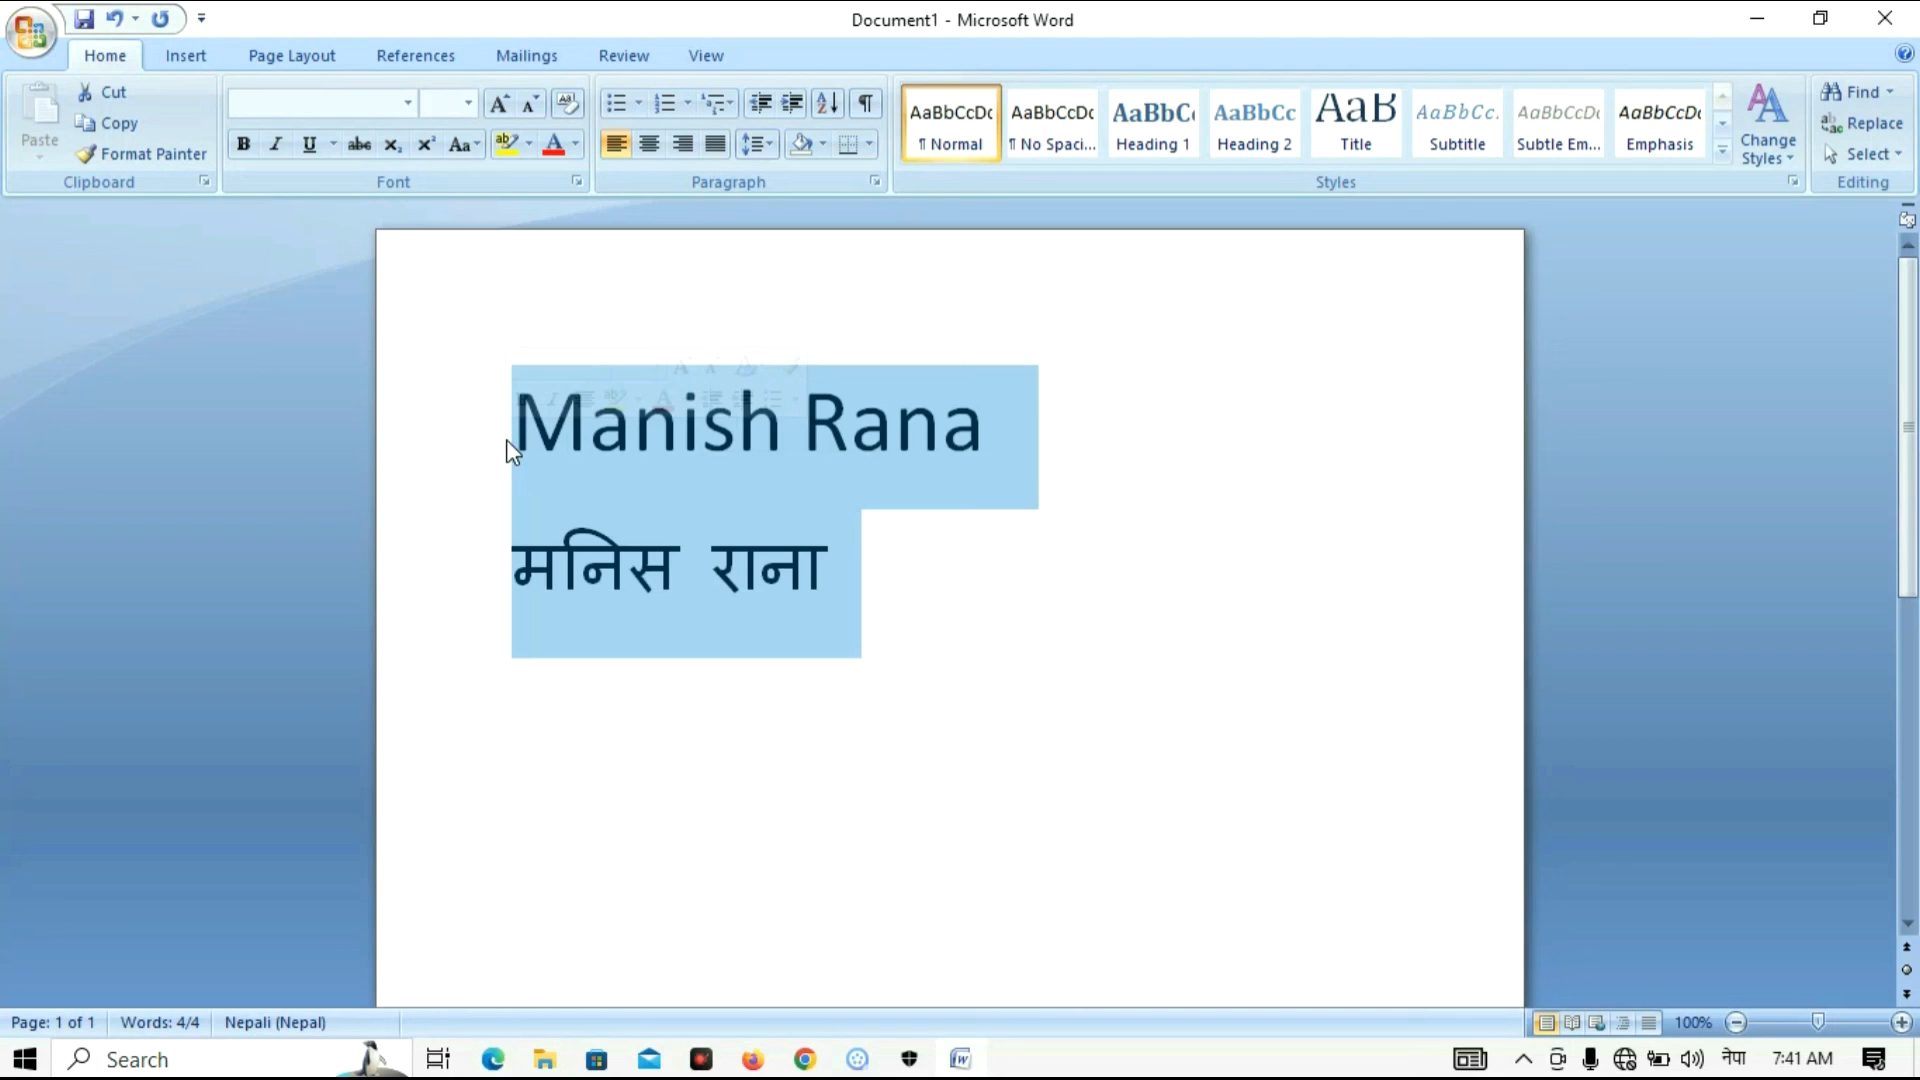 Document1 - Microsoft Word
Home Insert Page Layout References Mailings Review View
Paste
Cut
Copy
Format Painter
Clipboard
Font
Paragraph
AaBbCcDc AaBbCcDc AaBbC AaBbCc AaB AaBbCc. AaBbCcDc AaBbCcDc
¶ Normal ¶ No Spaci... Heading 1 Heading 2 Title Subtitle Subtle Em... Emphasis
Change Styles
Styles
Find
Replace
Select
Editing
Manish Rana
मनिस राना
Page: 1 of 1 Words: 4/4 Nepali (Nepal) 100%
Search नेपा 7:41 AM